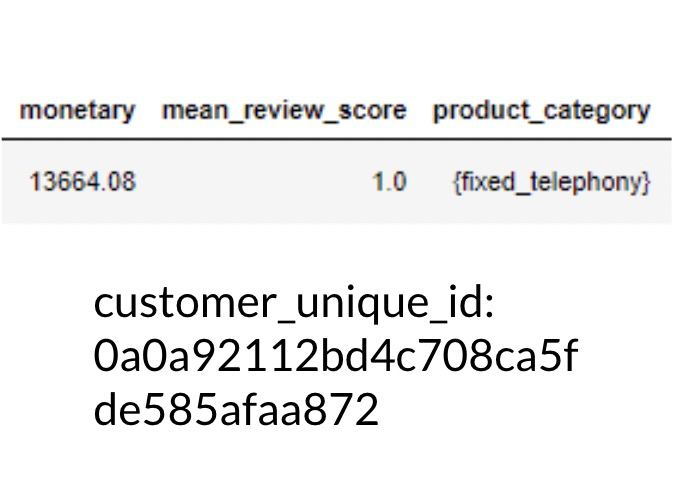 monetary mean_review_score product_category
13664.08 1.0 {fixed_telephony}
customer_unique_id:
0a0a92112bd4c708ca5f
de585afaa872